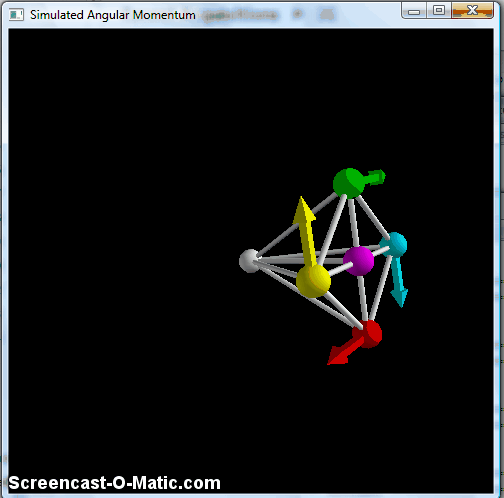 Simulated Angular Momentum
Screencast-O-Matic.com